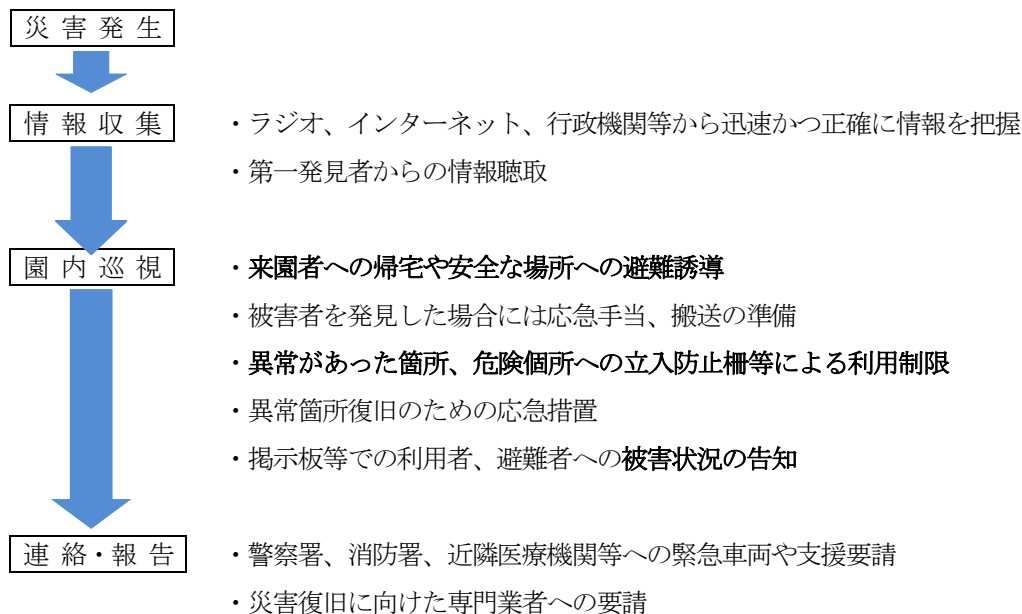 災害発生
情報収集
・ラジオ、インターネット、行政機関等から迅速かつ正確に情報を把握
・第一発見者からの情報聴取
園内巡視
・来園者への帰宅や安全な場所への避難誘導
・被害者を発見した場合には応急手当、搬送の準備
・異常があった箇所、危険個所への立入防止柵等による利用制限
・異常箇所復旧のための応急措置
・掲示板等での利用者、避難者への被害状況の告知
連絡・報告
・警察署、消防署、近隣医療機関等への緊急車両や支援要請
・災害復旧に向けた専門業者への要請